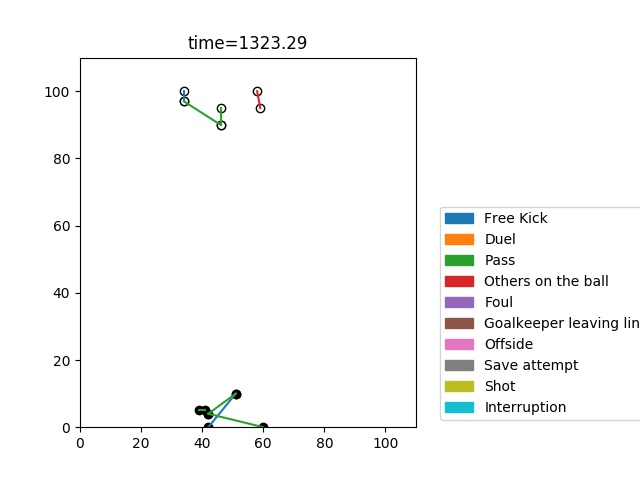 time=1323.29
100
80
60
40
20
0
0 20 40 60 80 100
Free Kick
Duel
Pass
Others on the ball
Foul
Goalkeeper leaving lin
Offside
Save attempt
Shot
Interruption